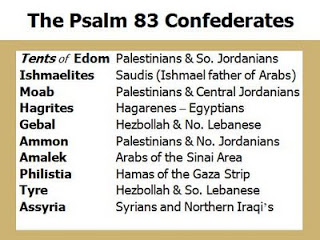 The Psalm 83 Confederates
Tents of Edom Palestinians & So. Jordanians
Ishmaelites Saudis (Ishmael father of Arabs)
Moab Palestinians & Central Jordanians
Hagrites Hagarenes – Egyptians
Gebal Hezbollah & No. Lebanese
Ammon Palestinians & No. Jordanians
Amalek Arabs of the Sinai Area
Philistia Hamas of the Gaza Strip
Tyre Hezbollah & So. Lebanese
Assyria Syrians and Northern Iraqi's